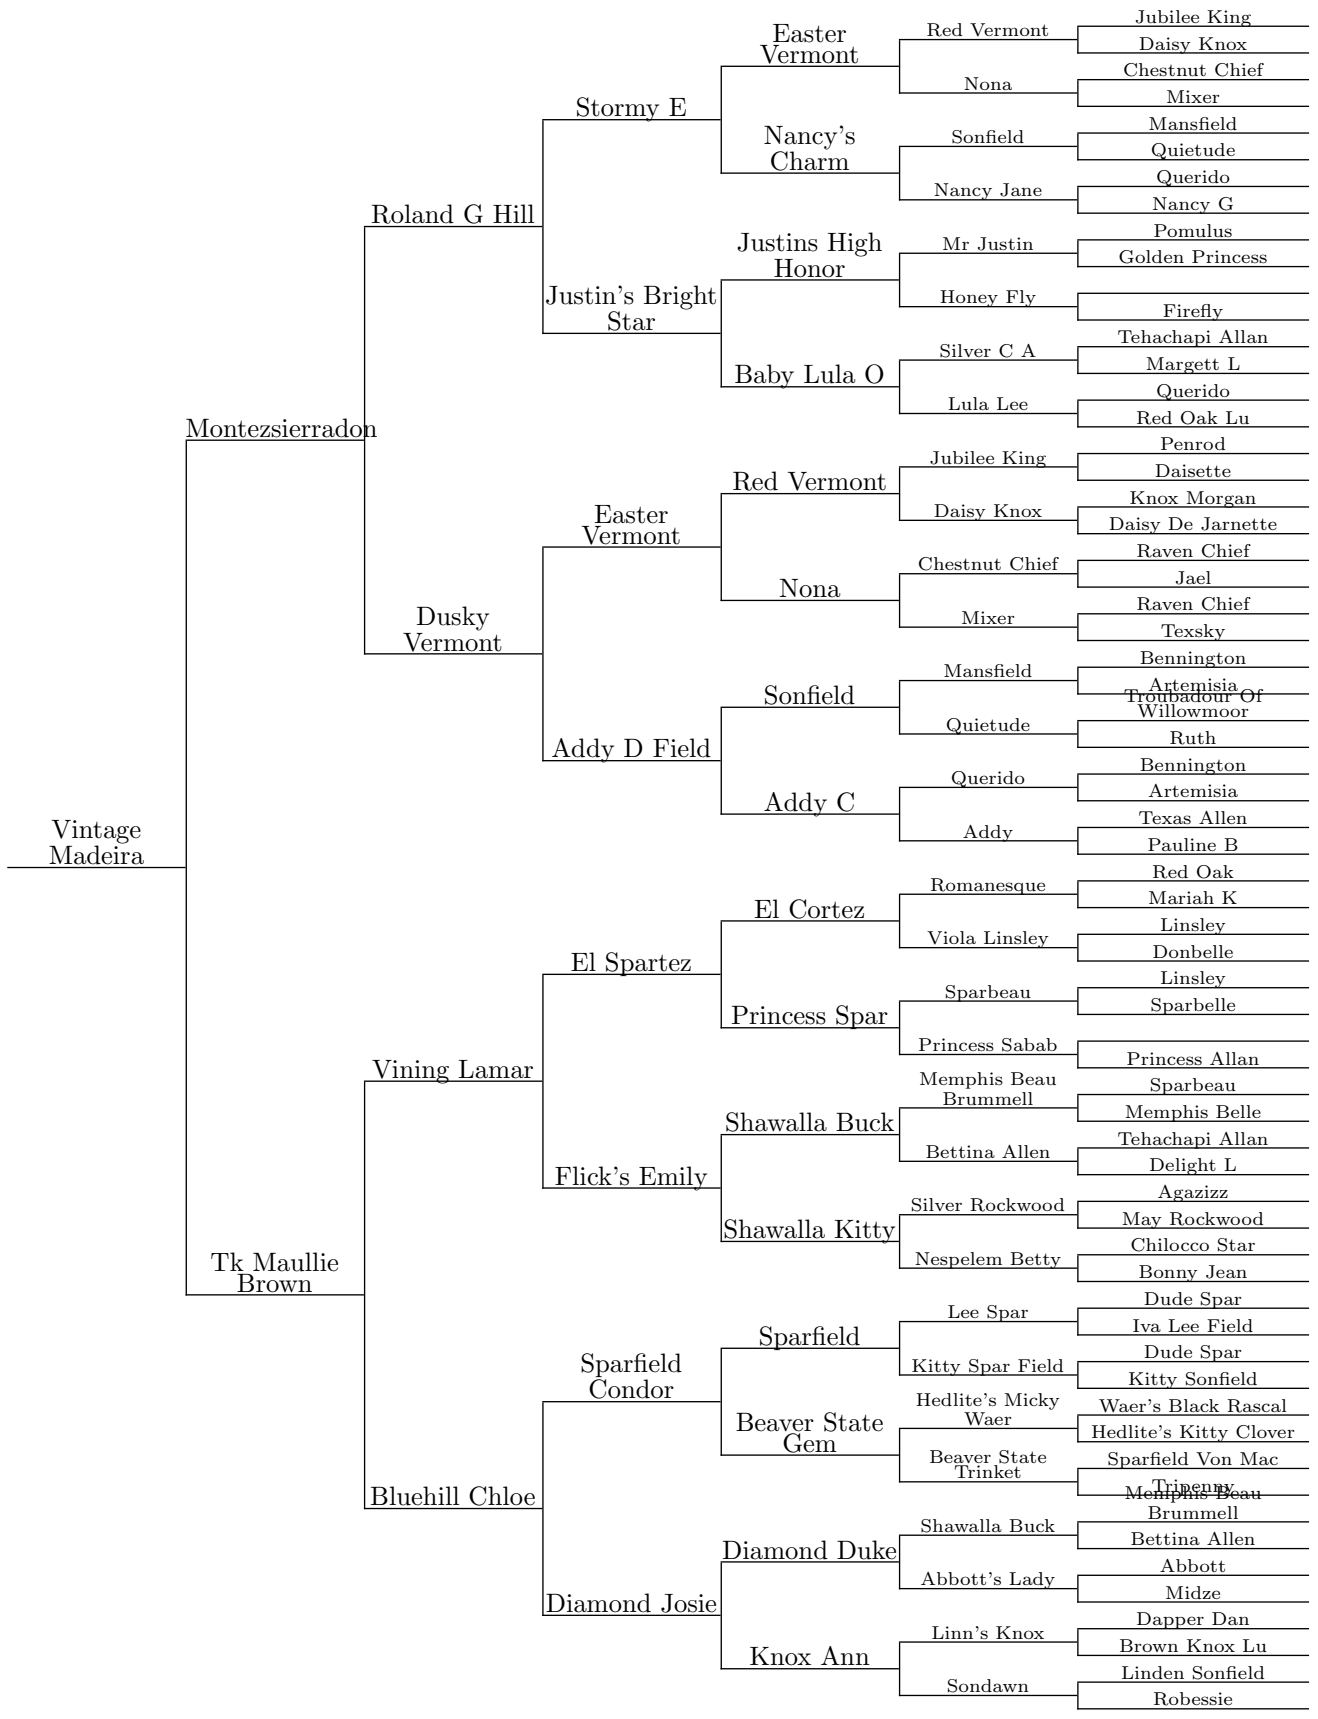 Jubilee King
Easter
Vermont
Red Vermont
Daisy Knox
Chestnut Chief
Nona
Mixer
Stormy E
Mansfield
Nancy's
Charm
Sonfield
Quietude
Querido
Nancy Jane
Nancy G
Roland G Hill
Pomulus
Justins High
Honor
Mr Justin
Golden Princess
Honey Fly
Firefly
Justin's Bright
Star
Tehachapi Allan
Silver C A
Margett L
Baby Lula O
Querido
Lula Lee
Red Oak Lu
Montezsierradon
Penrod
Jubilee King
Daisette
Red Vermont
Knox Morgan
Daisy Knox
Daisy De Jarnette
Easter
Vermont
Raven Chief
Chestnut Chief
Jael
Nona
Raven Chief
Mixer
Texsky
Dusky
Vermont
Bennington
Mansfield
Artemisia
Sonfield
Troubadour Of
Willowmoor
Quietude
Ruth
Addy D Field
Bennington
Querido
Artemisia
Addy C
Texas Allen
Addy
Pauline B
Vintage
Madeira
Red Oak
Romanesque
Mariah K
El Cortez
Linsley
Viola Linsley
Donbelle
El Spartez
Linsley
Sparbeau
Sparbelle
Princess Spar
Princess Sabab
Princess Allan
Vining Lamar
Memphis Beau
Brummell
Sparbeau
Memphis Belle
Shawalla Buck
Tehachapi Allan
Bettina Allen
Delight L
Flick's Emily
Agazizz
Silver Rockwood
May Rockwood
Shawalla Kitty
Chilocco Star
Nespelem Betty
Bonny Jean
Tk Maullie
Brown
Dude Spar
Lee Spar
Iva Lee Field
Sparfield
Dude Spar
Kitty Spar Field
Kitty Sonfield
Sparfield
Condor
Hedlite's Micky
Waer
Waer's Black Rascal
Hedlite's Kitty Clover
Beaver State
Gem
Beaver State
Trinket
Sparfield Von Mac
Tripenny
Bluehill Chloe
Memphis Beau
Brummell
Shawalla Buck
Bettina Allen
Diamond Duke
Abbott
Abbott's Lady
Midze
Diamond Josie
Dapper Dan
Linn's Knox
Brown Knox Lu
Knox Ann
Linden Sonfield
Sondawn
Robessie